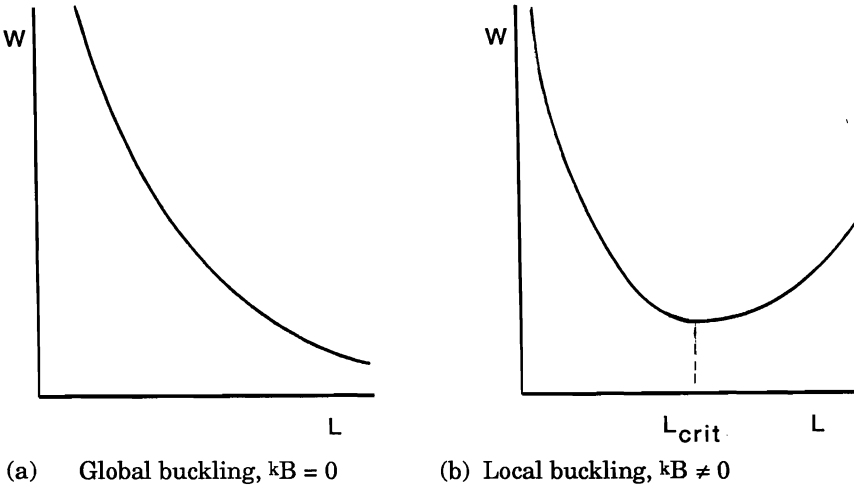 W
W
L
L_crit
L
(a) Global buckling, kB = 0
(b) Local buckling, kB ≠ 0